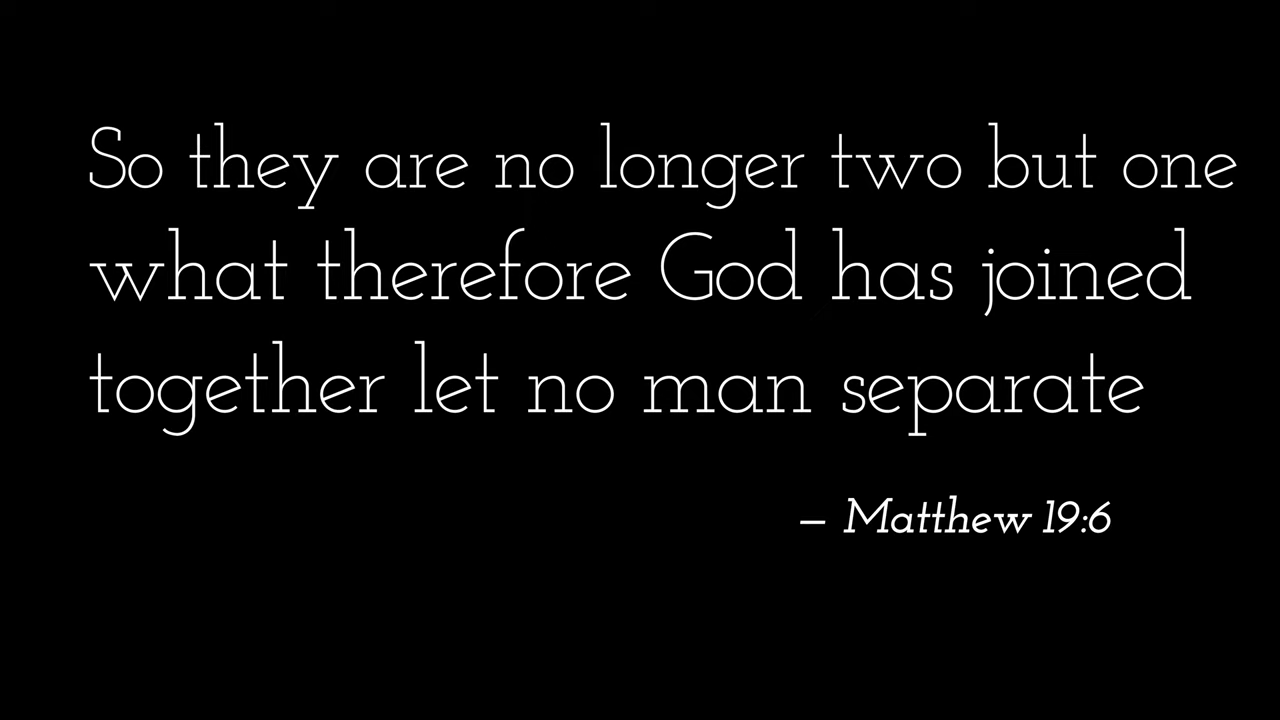 So they are no longer two but one
what therefore God has joined
together let no man separate
– Matthew 19:6